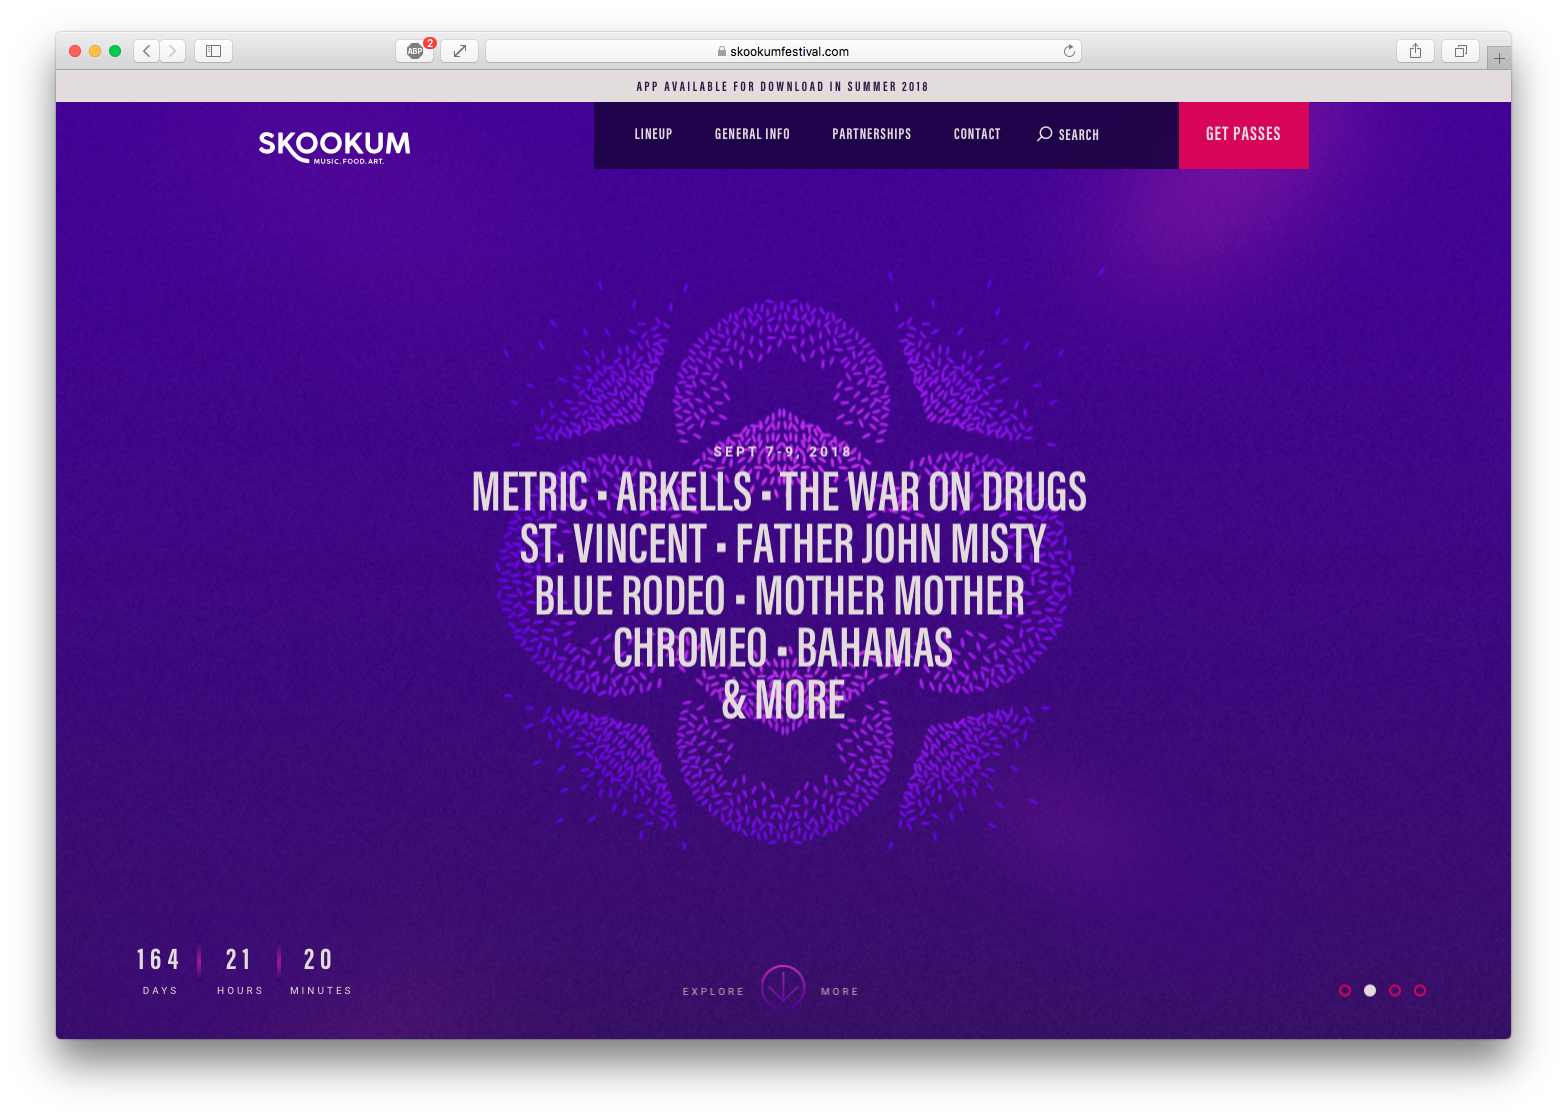 ABP
2
skookumfestival.com
APP AVAILABLE FOR DOWNLOAD IN SUMMER 2018
SKOOKUM
MUSIC.FOOD.ART.
LINEUP
GENERAL INFO
PARTNERSHIPS
CONTACT
SEARCH
GET PASSES
SEPT 7-9, 2018
METRIC ▪ ARKELLS ▪ THE WAR ON DRUGS
ST. VINCENT ▪ FATHER JOHN MISTY
BLUE RODEO ▪ MOTHER MOTHER
CHROMEO ▪ BAHAMAS
& MORE
164 21 20
DAYS HOURS MINUTES
EXPLORE MORE